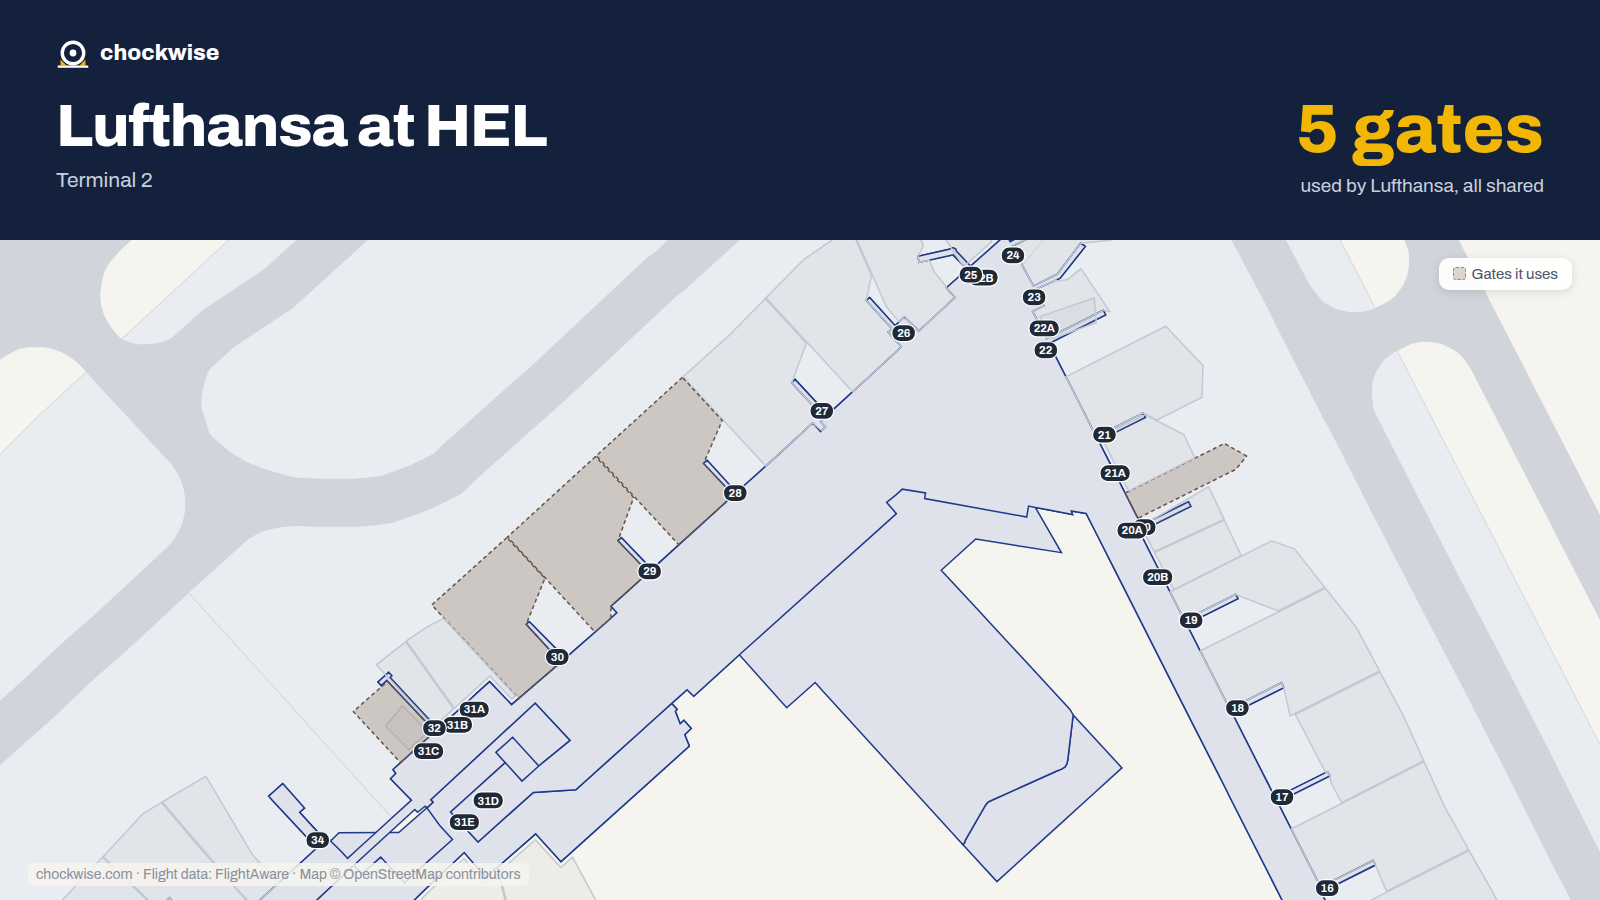 chockwise
Lufthansa at HEL
Terminal 2
5 gates
used by Lufthansa, all shared
Gates it uses
24
25
2B
23
26
22A
22
27
21
21A
28
20A
29
20B
19
30
31A
18
32
31B
31C
17
31D
31E
34
16
chockwise.com · Flight data: FlightAware · Map © OpenStreetMap contributors